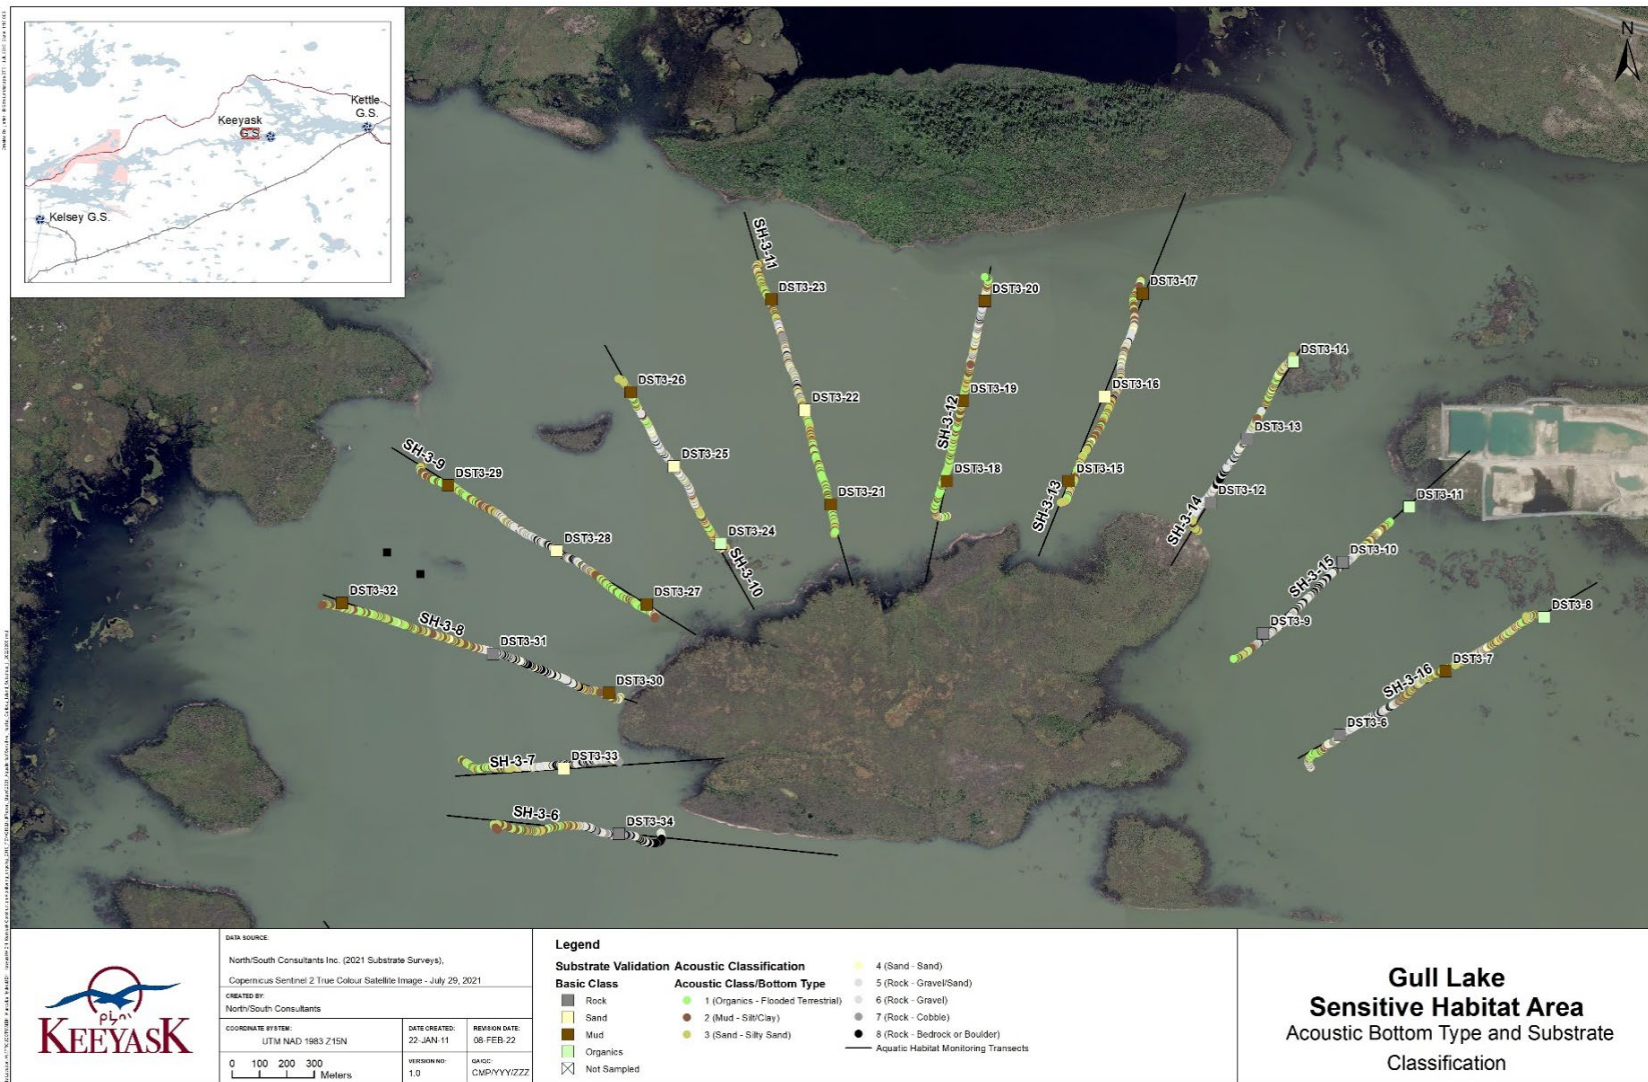 Kettle
G.S.
Keeyask
G.S.
Kelsey G.S.
N
SH-3-11
DST3-23
DST3-20
DST3-17
DST3-14
DST3-26
DST3-22
DST3-19
DST3-16
DST3-13
SH-3-12
SH-3-9
DST3-29
DST3-25
DST3-18
DST3-15
DST3-12
DST3-11
SH-3-13
SH-3-14
DST3-21
DST3-28
DST3-24
SH-3-10
DST3-10
SH-3-15
DST3-32
DST3-27
DST3-9
DST3-8
SH-3-8
DST3-31
DST3-7
SH-3-16
DST3-30
DST3-6
SH-3-7
DST3-33
SH-3-6
DST3-34
KEEYASK
DATA SOURCE:
North/South Consultants Inc. (2021 Substrate Surveys),
Copernicus Sentinel 2 True Colour Satellite Image - July 29, 2021
CREATED BY:
North/South Consultants
COORDINATE SYSTEM:
UTM NAD 1983 Z15N
DATE CREATED:
22-JAN-11
REVISION DATE:
08-FEB-22
0 100 200 300
Meters
VERSION NO:
1.0
QA/QC:
CMP/YYY/ZZZ
Legend
Substrate Validation
Basic Class
Rock
Sand
Mud
Organics
Not Sampled
Acoustic Classification
Acoustic Class/Bottom Type
1 (Organics - Flooded Terrestrial)
2 (Mud - Silt/Clay)
3 (Sand - Silty Sand)
4 (Sand - Sand)
5 (Rock - Gravel/Sand)
6 (Rock - Gravel)
7 (Rock - Cobble)
8 (Rock - Bedrock or Boulder)
Aquatic Habitat Monitoring Transects
Gull Lake
Sensitive Habitat Area
Acoustic Bottom Type and Substrate
Classification